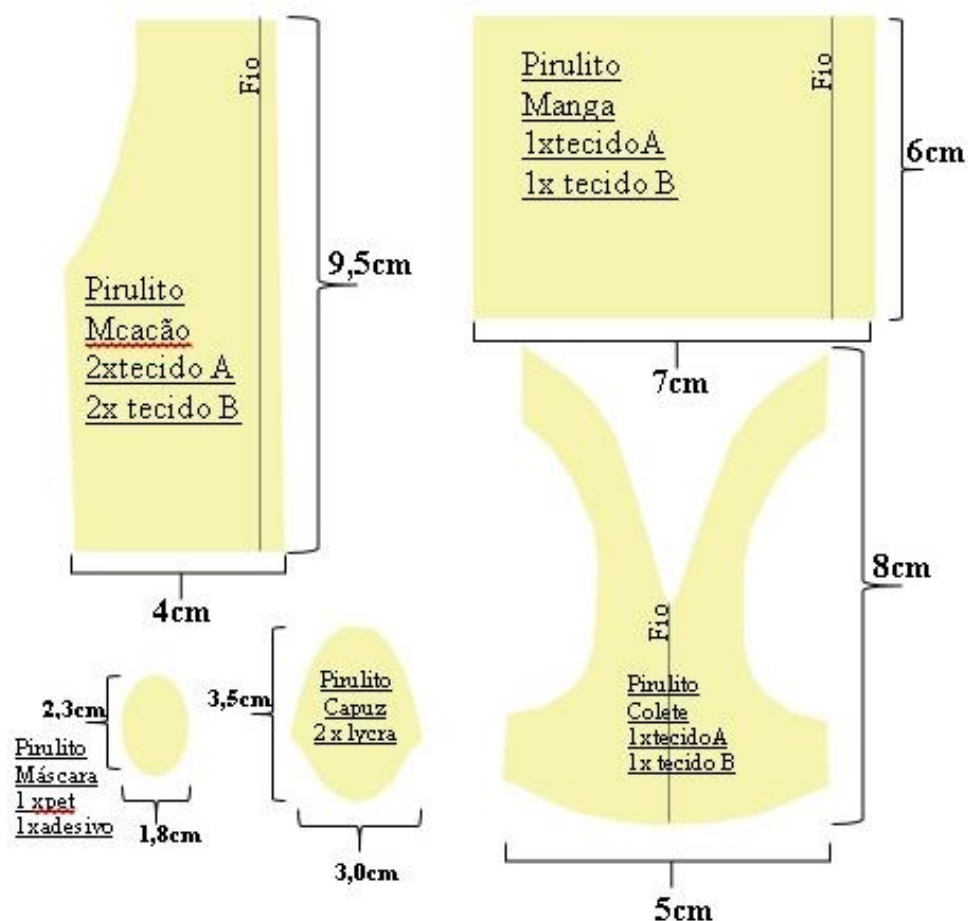 Fio
Pirulito
Mcacão
2xtecido A
2x tecido B
9,5cm
4cm
Pirulito
Manga
1xtecidoA
1x tecido B
Fio
6cm
7cm
2,3cm
Pirulito
Máscara
1 xpet
1xadesivo
1,8cm
3,5cm
Pirulito
Capuz
2 x lycra
3,0cm
Fio
Pirulito
Colete
1xtecidoA
1x tecido B
8cm
5cm